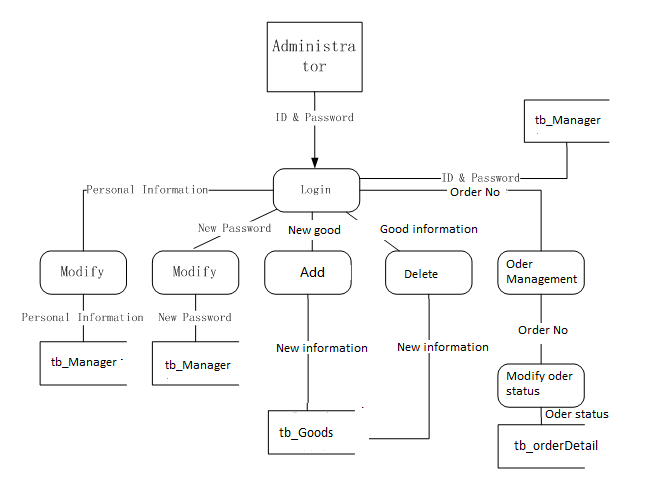 Administra
tor
ID & Password
tb_Manager
ID & Password
Personal Information
Login
Order No
New Password
New good
Good information
Modify
Modify
Add
Delete
Oder
Management
Personal Information
New Password
Order No
New information
New information
tb_Manager
tb_Manager
Modify oder
status
Oder status
tb_Goods
tb_orderDetail